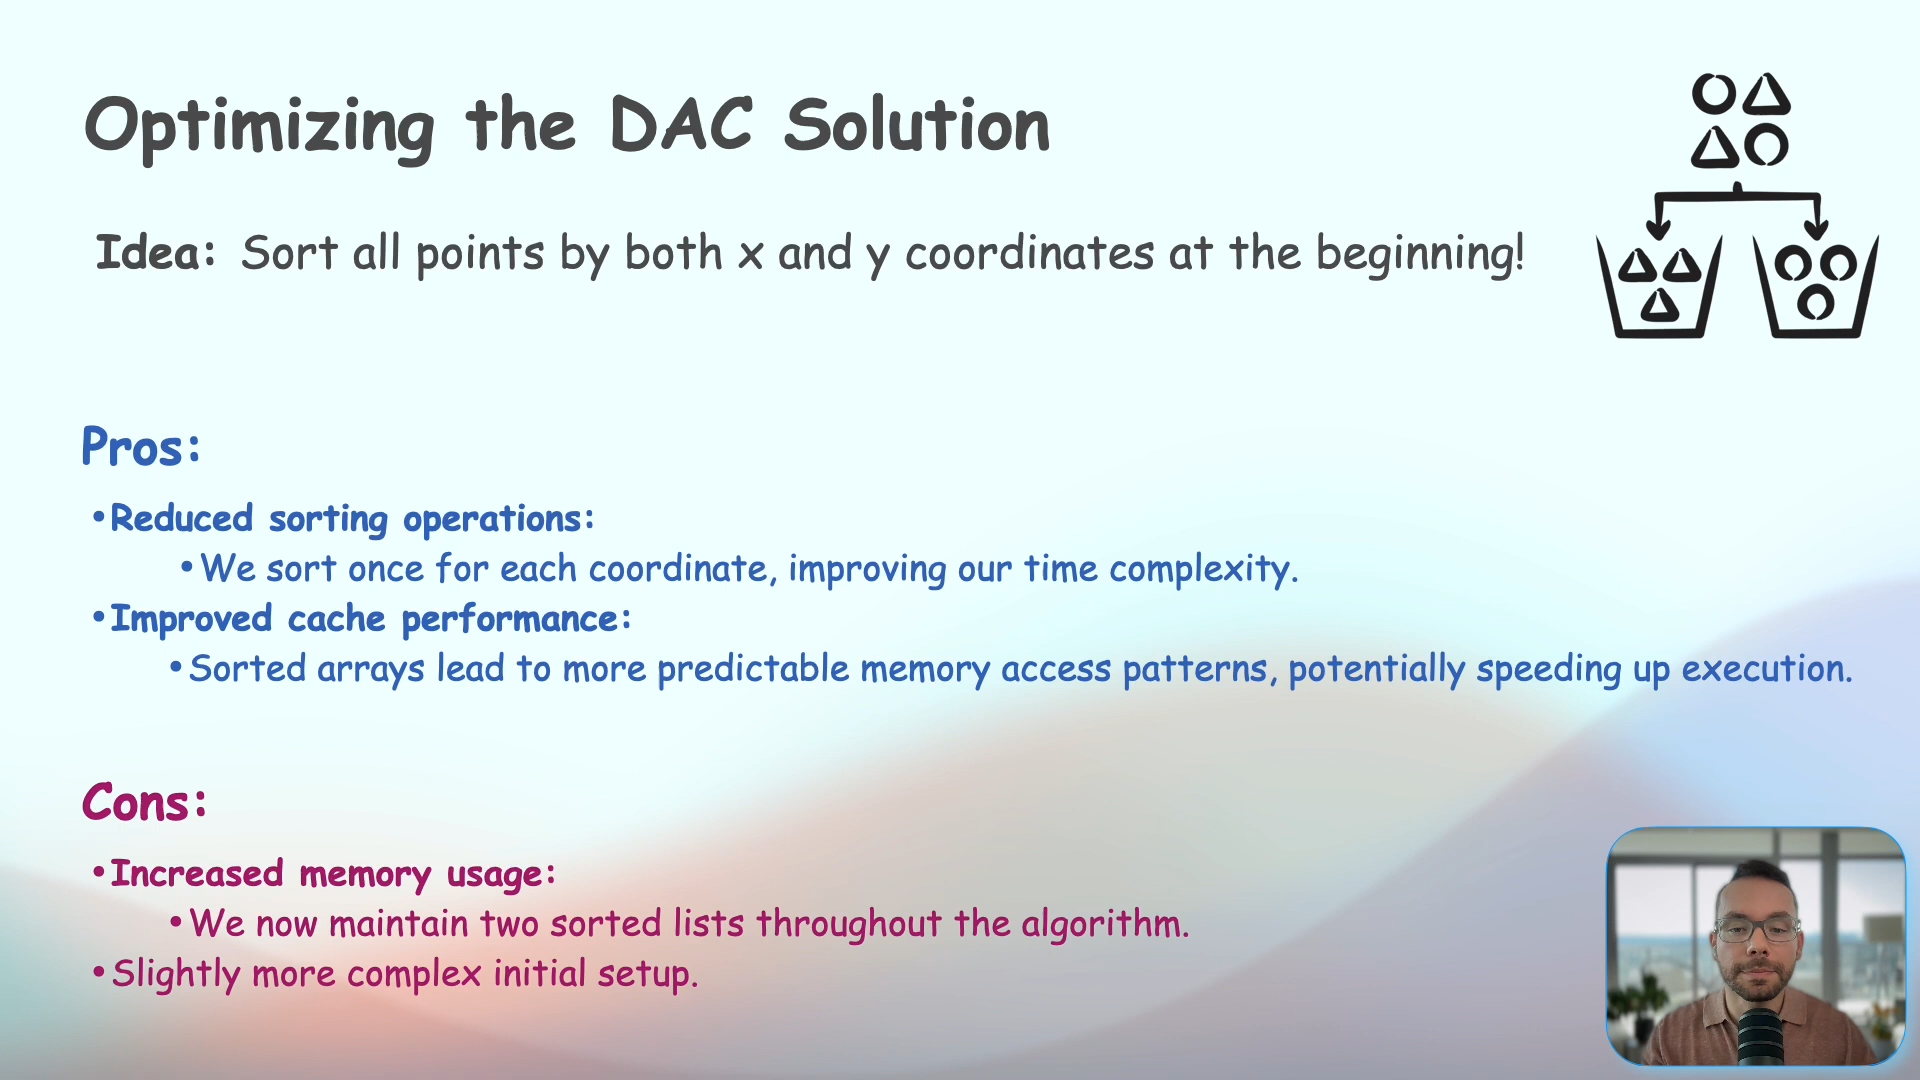 Optimizing the DAC Solution
Idea: Sort all points by both x and y coordinates at the beginning!
Pros:
•Reduced sorting operations:
•We sort once for each coordinate, improving our time complexity.
•Improved cache performance:
•Sorted arrays lead to more predictable memory access patterns, potentially speeding up execution.
Cons:
•Increased memory usage:
•We now maintain two sorted lists throughout the algorithm.
•Slightly more complex initial setup.